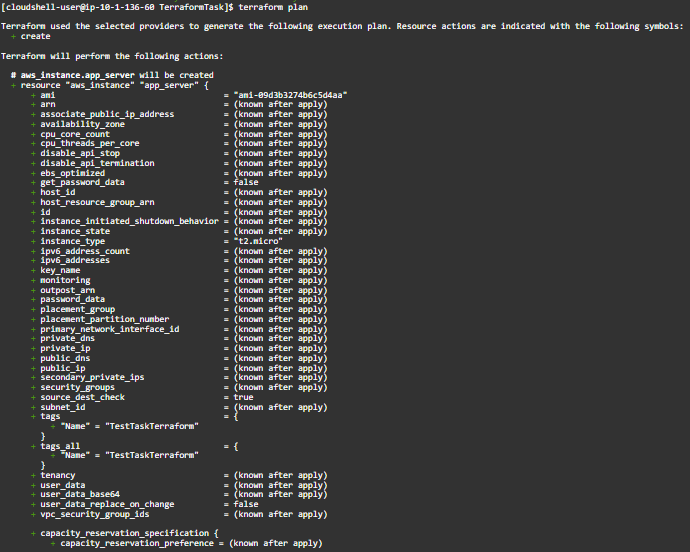 [cloudshell-user@ip-10-1-136-60 TerraformTask]$ terraform plan
Terraform used the selected providers to generate the following execution plan. Resource actions are indicated with the following symbols:
+ create
Terraform will perform the following actions:
# aws_instance.app_server will be created
+ resource "aws_instance" "app_server" {
+ ami = "ami-09d3b3274b6c5d4aa"
+ arn = (known after apply)
+ associate_public_ip_address = (known after apply)
+ availability_zone = (known after apply)
+ cpu_core_count = (known after apply)
+ cpu_threads_per_core = (known after apply)
+ disable_api_stop = (known after apply)
+ disable_api_termination = (known after apply)
+ ebs_optimized = (known after apply)
+ get_password_data = false
+ host_id = (known after apply)
+ host_resource_group_arn = (known after apply)
+ id = (known after apply)
+ instance_initiated_shutdown_behavior = (known after apply)
+ instance_state = (known after apply)
+ instance_type = "t2.micro"
+ ipv6_address_count = (known after apply)
+ ipv6_addresses = (known after apply)
+ key_name = (known after apply)
+ monitoring = (known after apply)
+ outpost_arn = (known after apply)
+ password_data = (known after apply)
+ placement_group = (known after apply)
+ placement_partition_number = (known after apply)
+ primary_network_interface_id = (known after apply)
+ private_dns = (known after apply)
+ private_ip = (known after apply)
+ public_dns = (known after apply)
+ public_ip = (known after apply)
+ secondary_private_ips = (known after apply)
+ security_groups = (known after apply)
+ source_dest_check = true
+ subnet_id = (known after apply)
+ tags = {
+ "Name" = "TestTaskTerraform"
}
+ tags_all = {
+ "Name" = "TestTaskTerraform"
}
+ tenancy = (known after apply)
+ user_data = (known after apply)
+ user_data_base64 = (known after apply)
+ user_data_replace_on_change = false
+ vpc_security_group_ids = (known after apply)
+ capacity_reservation_specification {
+ capacity_reservation_preference = (known after apply)